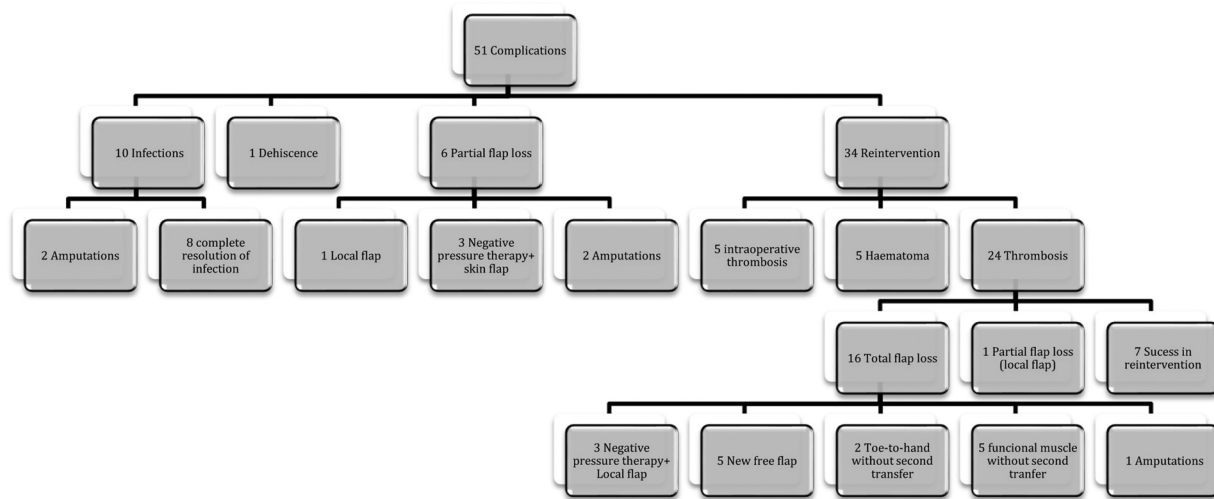 51 Complications
10 Infections
1 Dehiscence
6 Partial flap loss
34 Reintervention
2 Amputations
8 complete
resolution of
infection
1 Local flap
3 Negative
pressure therapy+
skin flap
2 Amputations
5 intraoperative
thrombosis
5 Haematoma
24 Thrombosis
16 Total flap loss
1 Partial flap loss
(local flap)
7 Sucess in
reintervention
3 Negative
pressure therapy+
Local flap
5 New free flap
2 Toe-to-hand
without second
transfer
5 funcional muscle
without second
tranfer
1 Amputations